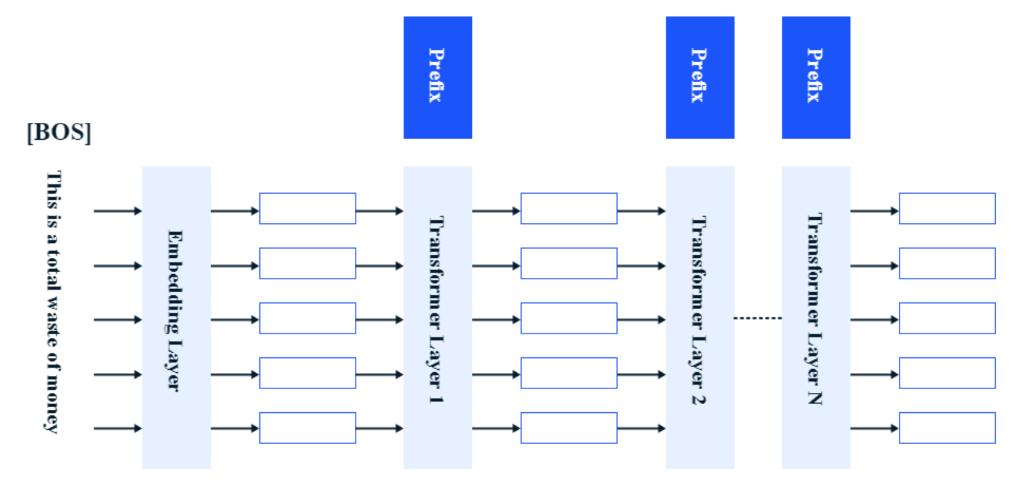 Prefix
Prefix
Prefix
[BOS]
This is a total waste of money
Embedding Layer
Transformer Layer 1
Transformer Layer 2
Transformer Layer N